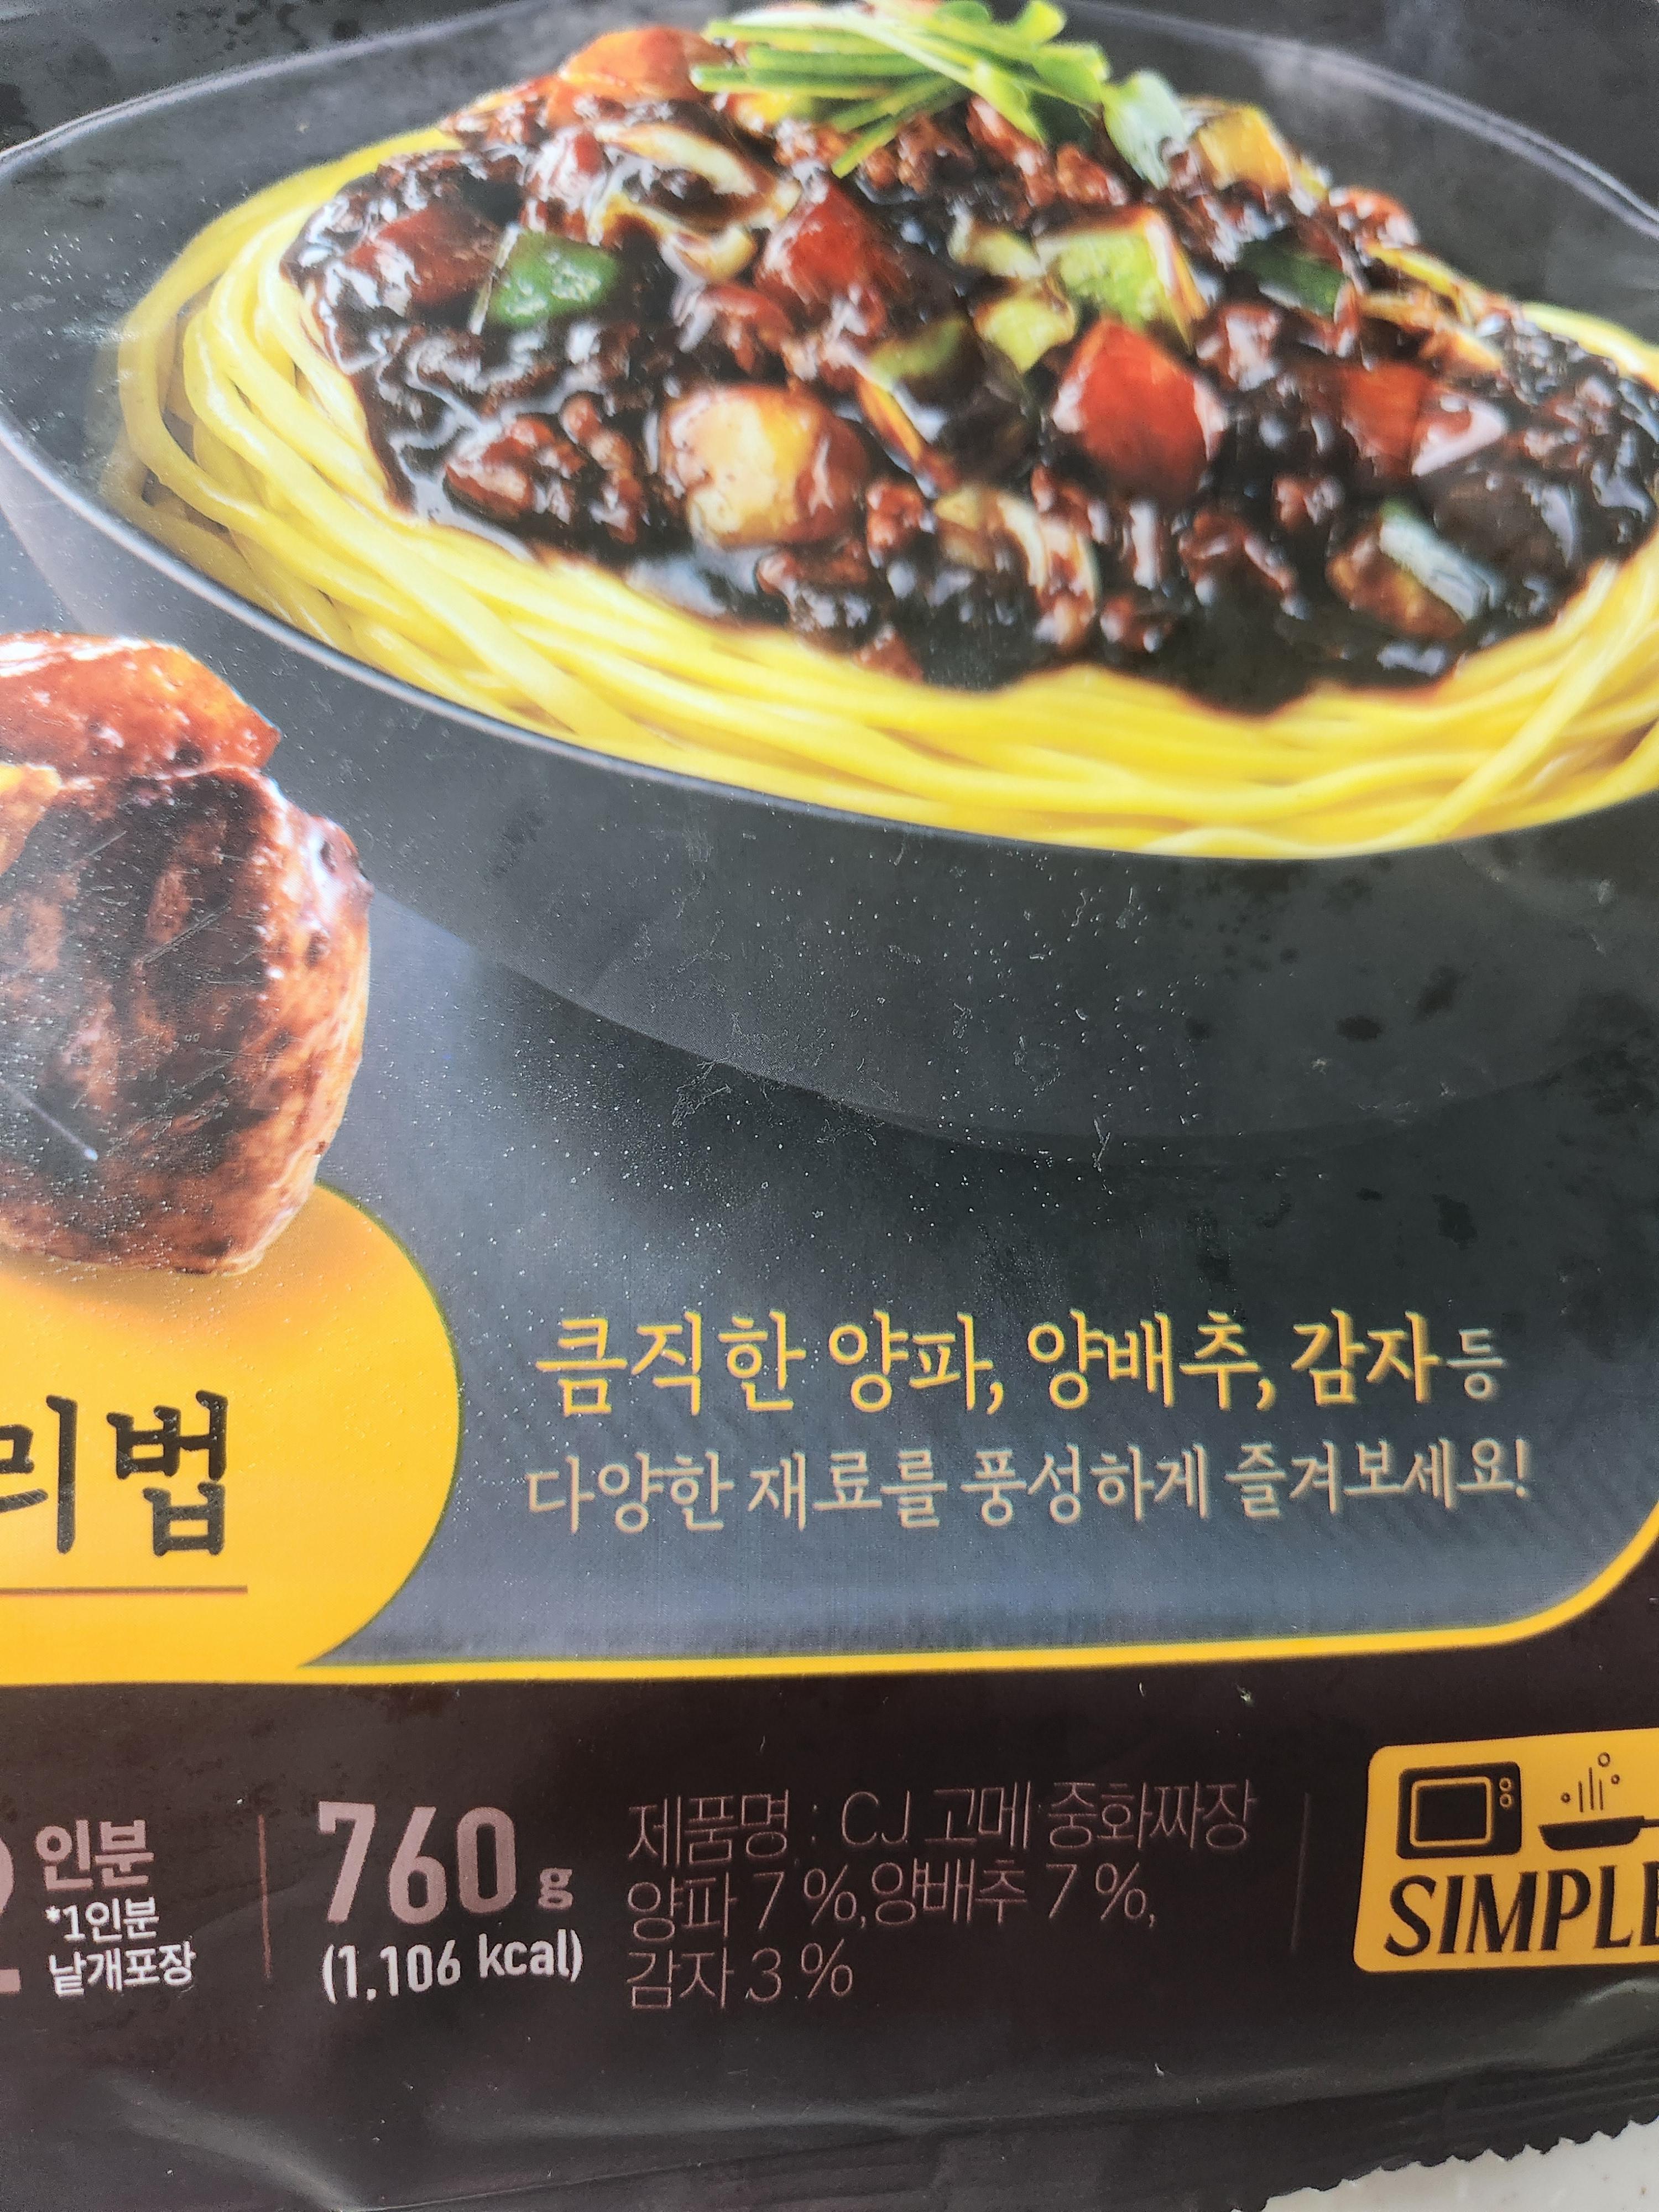 큼직한 양파, 양배추, 감자 등
다양한 재료를 풍성하게 즐겨보세요!
리법
2 인분
*1인분
낱개포장
760 g
(1,106 kcal)
제품명 : CJ 고메 중화짜장
양파 7 %, 양배추 7 %,
감자 3 %
SIMPLE